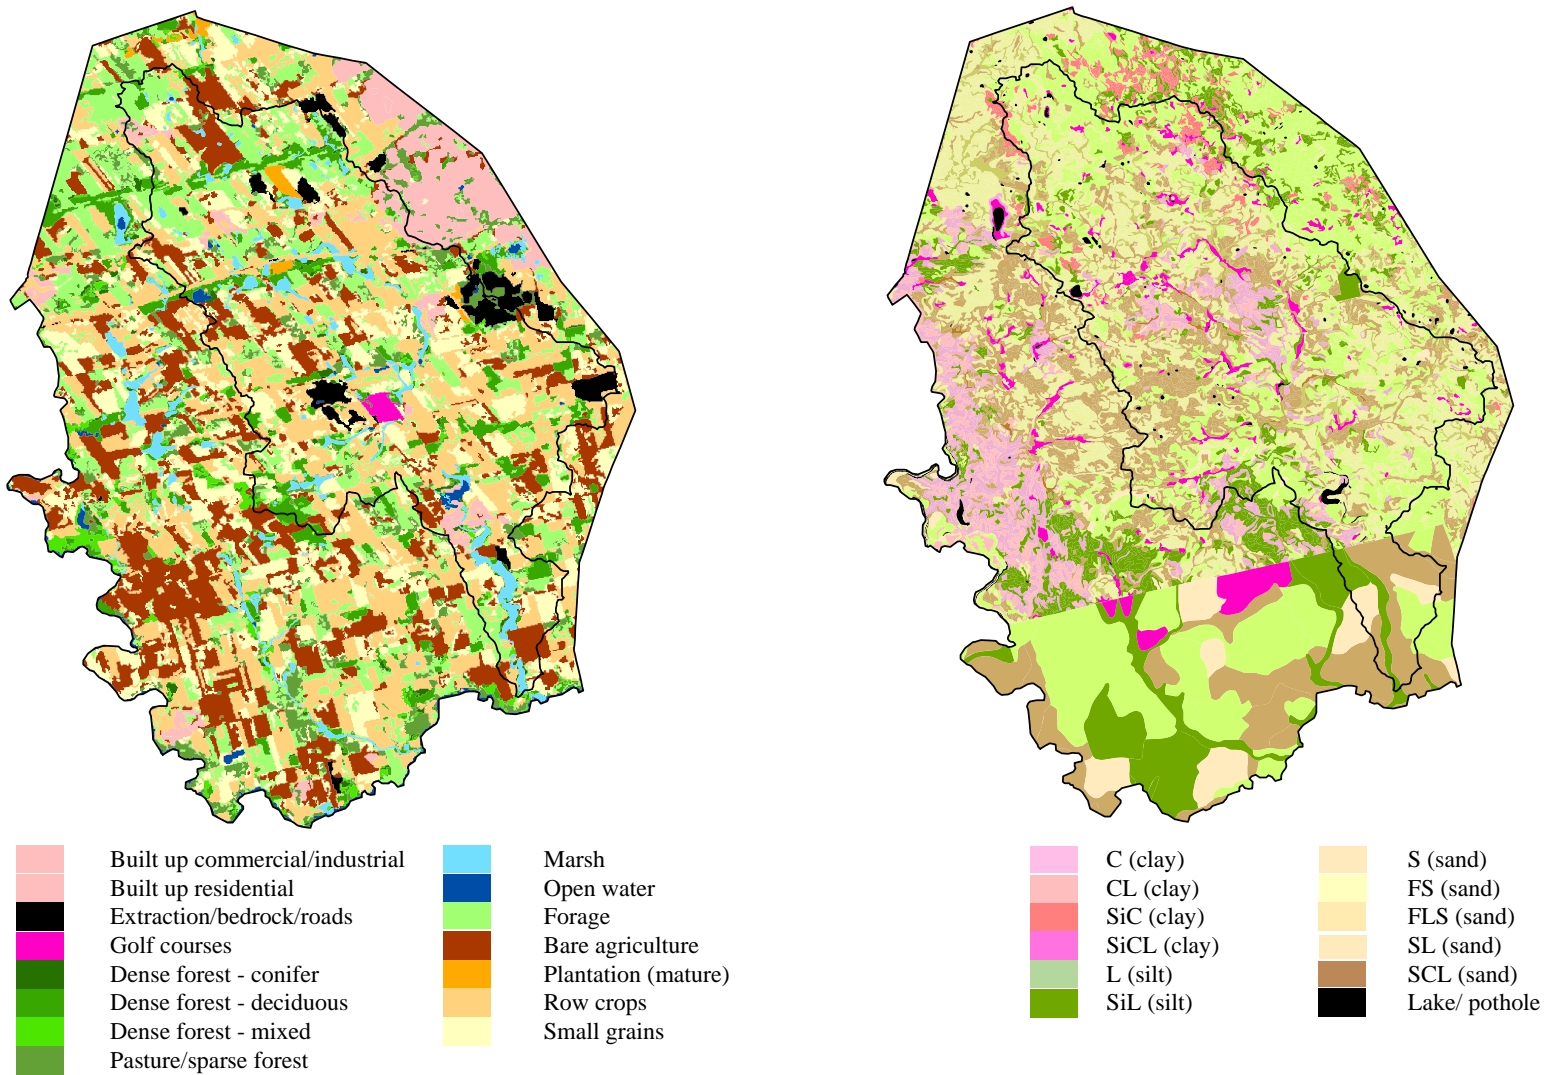 Built up commercial/industrial
Built up residential
Extraction/bedrock/roads
Golf courses
Dense forest - conifer
Dense forest - deciduous
Dense forest - mixed
Pasture/sparse forest
Marsh
Open water
Forage
Bare agriculture
Plantation (mature)
Row crops
Small grains
C (clay)
CL (clay)
SiC (clay)
SiCL (clay)
L (silt)
SiL (silt)
S (sand)
FS (sand)
FLS (sand)
SL (sand)
SCL (sand)
Lake/ pothole